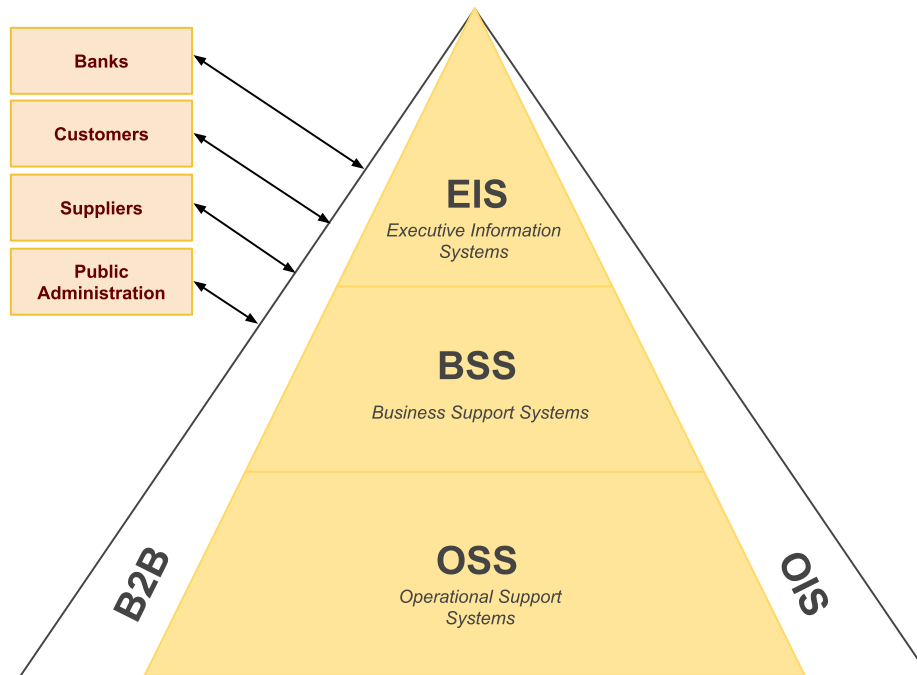 Banks
Customers
Suppliers
Public
Administration
EIS
Executive Information
Systems
BSS
Business Support Systems
OSS
Operational Support
Systems
B2B
OIS